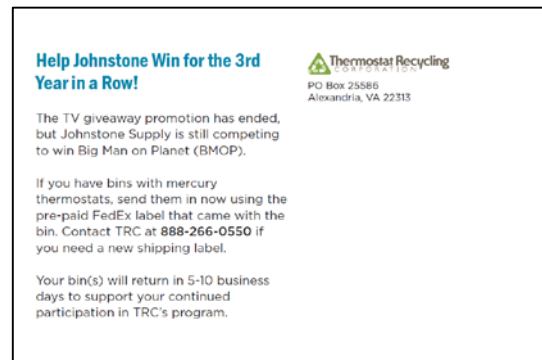 Help Johnstone Win for the 3rd
Year in a Row!
The TV giveaway promotion has ended,
but Johnstone Supply is still competing
to win Big Man on Planet (BMOP).
If you have bins with mercury
thermostats, send them in now using the
pre-paid FedEx label that came with the
bin. Contact TRC at 888-266-0550 if
you need a new shipping label.
Your bin(s) will return in 5-10 business
days to support your continued
participation in TRC's program.
Thermostat Recycling
CORPORATION
PO Box 25586
Alexandria, VA 22313